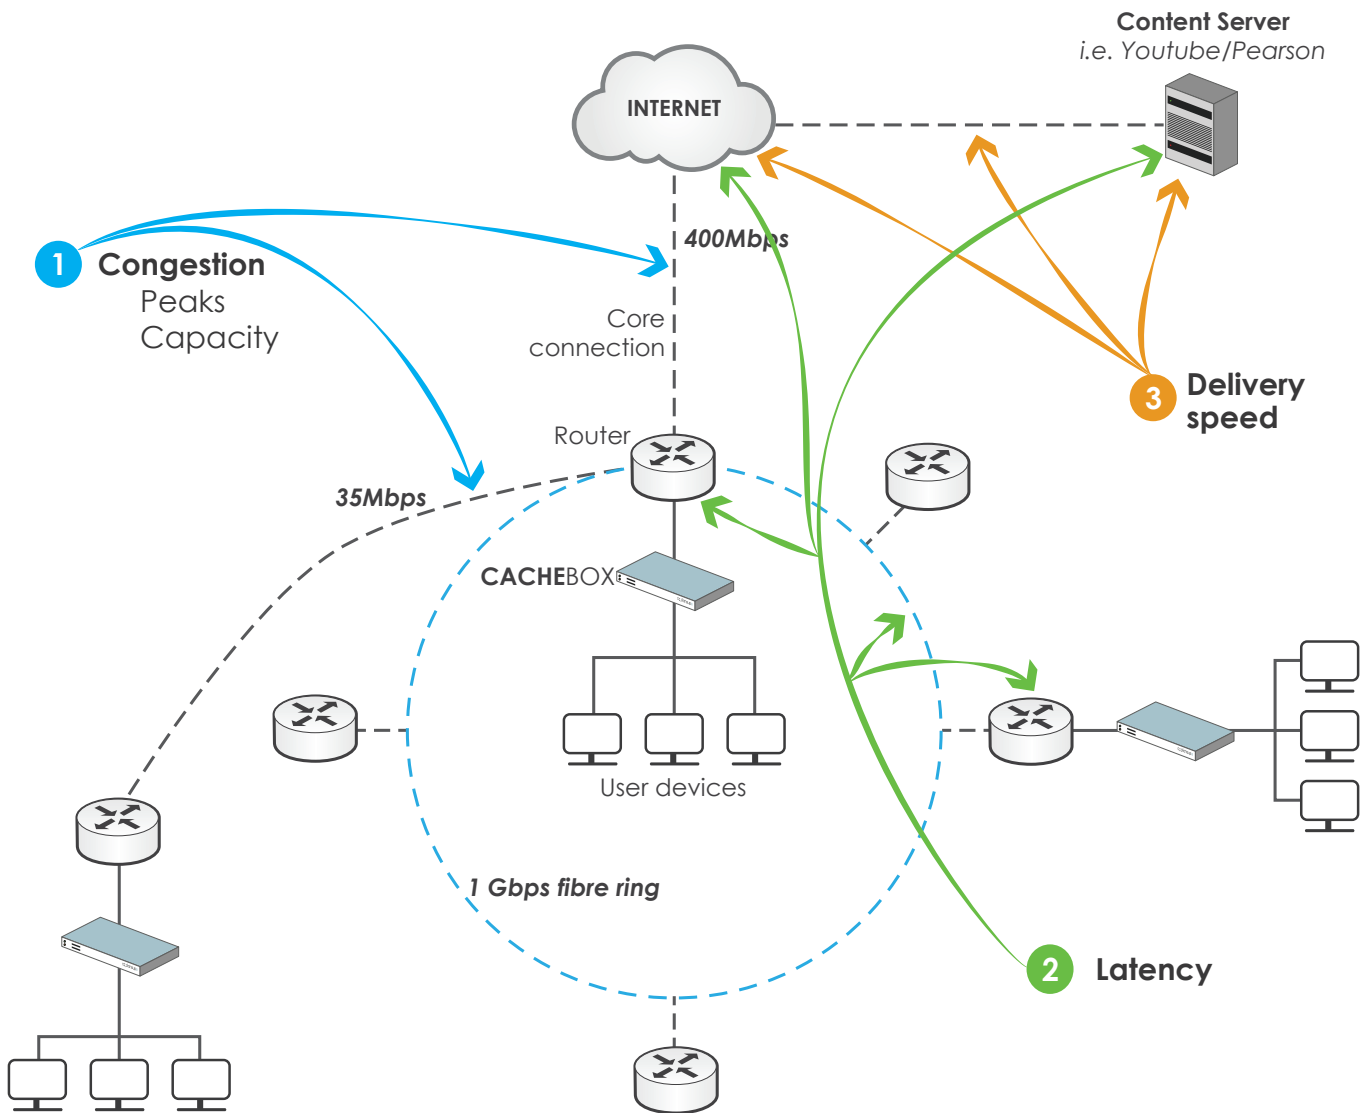 Content Server
i.e. Youtube/Pearson
INTERNET
400Mbps
1 Congestion
Peaks
Capacity
Core
connection
3 Delivery
speed
Router
35Mbps
CACHEBOX
User devices
1 Gbps fibre ring
2 Latency